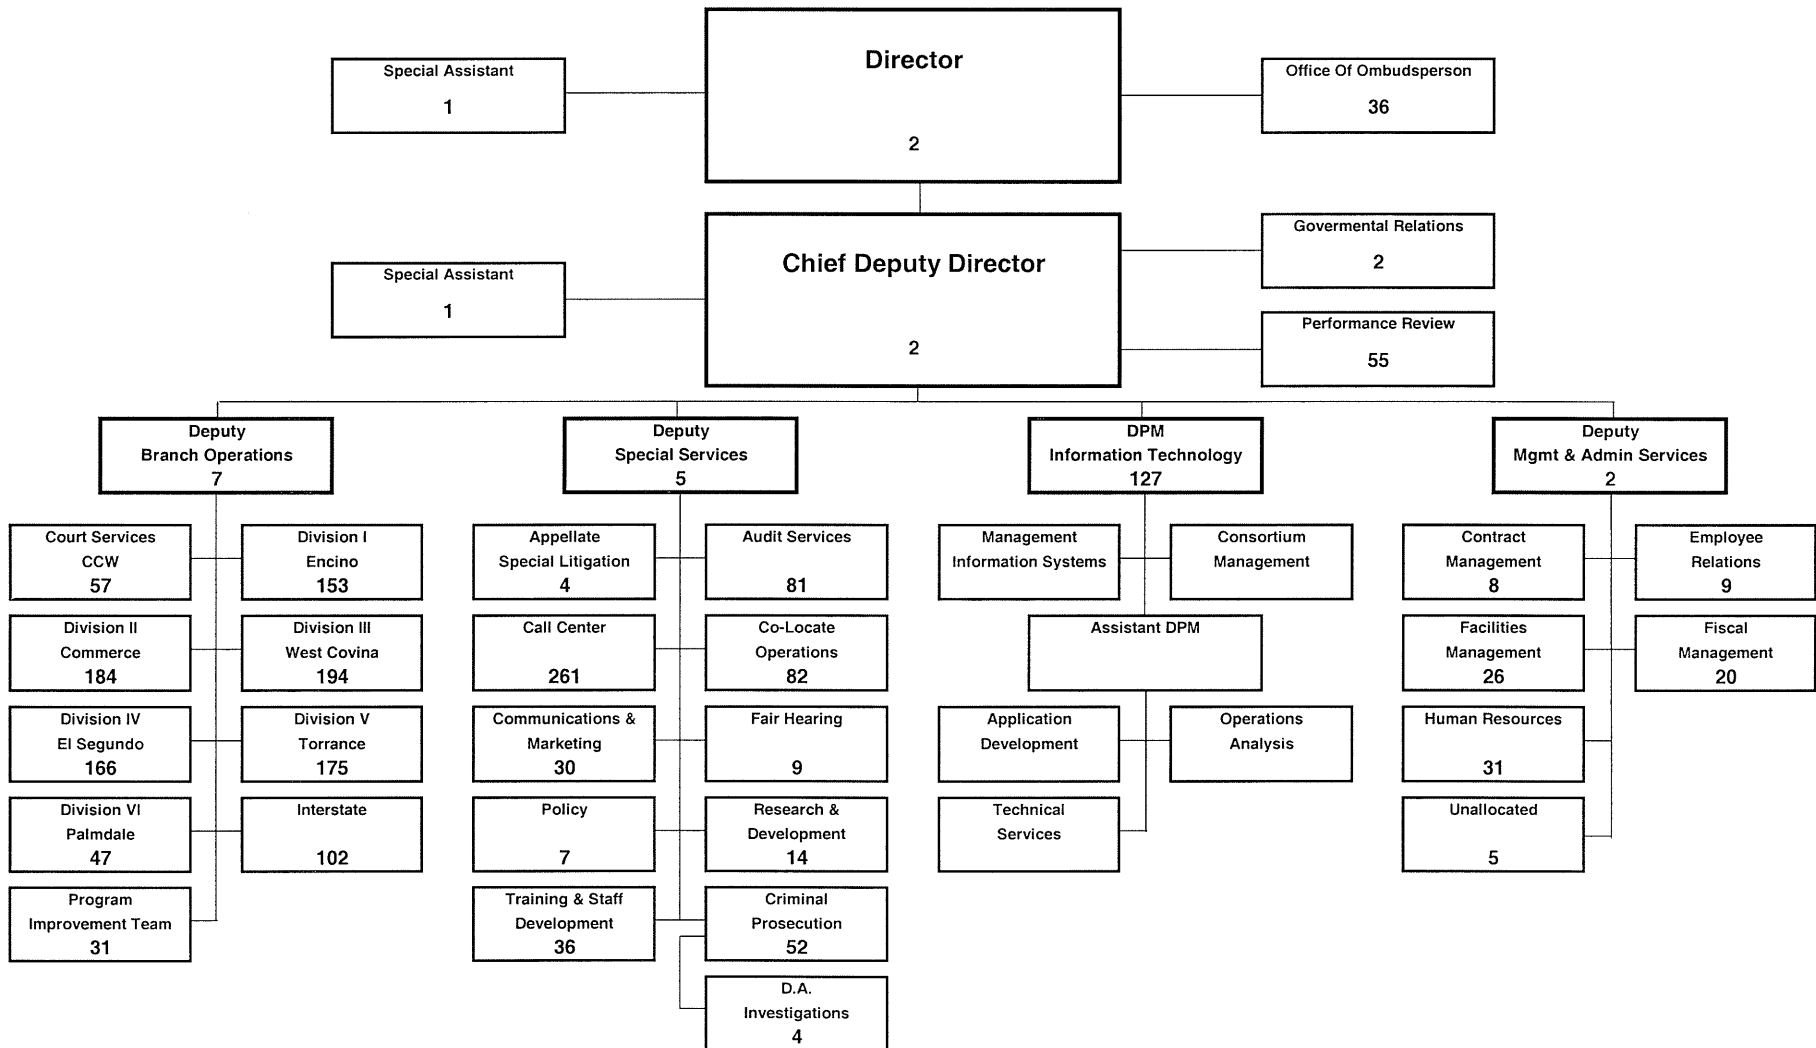 Director
2
Special Assistant
1
Office Of Ombudsperson
36
Chief Deputy Director
2
Special Assistant
1
Govermental Relations
2
Performance Review
55
Deputy
Branch Operations
7
Deputy
Special Services
5
DPM
Information Technology
127
Deputy
Mgmt & Admin Services
2
Court Services
CCW
57
Division I
Encino
153
Division II
Commerce
184
Division III
West Covina
194
Division IV
El Segundo
166
Division V
Torrance
175
Division VI
Palmdale
47
Interstate
102
Program
Improvement Team
31
Appellate
Special Litigation
4
Audit Services
81
Call Center
261
Co-Locate
Operations
82
Communications &
Marketing
30
Fair Hearing
9
Policy
7
Research &
Development
14
Training & Staff
Development
36
Criminal
Prosecution
52
D.A.
Investigations
4
Management
Information Systems
Consortium
Management
Assistant DPM
Application
Development
Operations
Analysis
Technical
Services
Contract
Management
8
Employee
Relations
9
Facilities
Management
26
Fiscal
Management
20
Human Resources
31
Unallocated
5